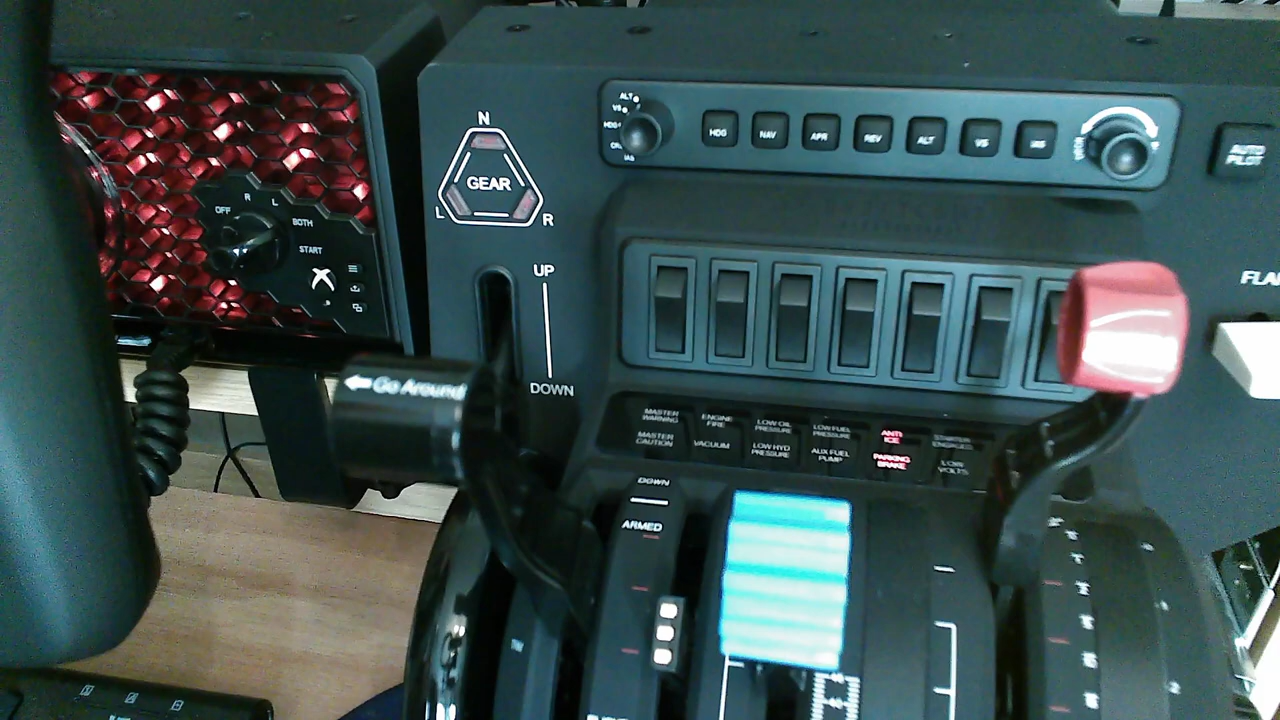 N
GEAR
L
R
UP
DOWN
ALT
VS
HDG
HDG
NAV
APR
REV
ALT
VS
IAS
AUTO
PILOT
OFF
R
L
BOTH
START
Go Around
MASTER
WARNING
ENGINE
FIRE
LOW OIL
PRESSURE
LOW FUEL
PRESSURE
ANTI
ICE
STARTER
ENGAGED
MASTER
CAUTION
VACUUM
LOW HYD
PRESSURE
AUX FUEL
PUMP
PARKING
BRAKE
LOW
VOLTS
DOWN
ARMED